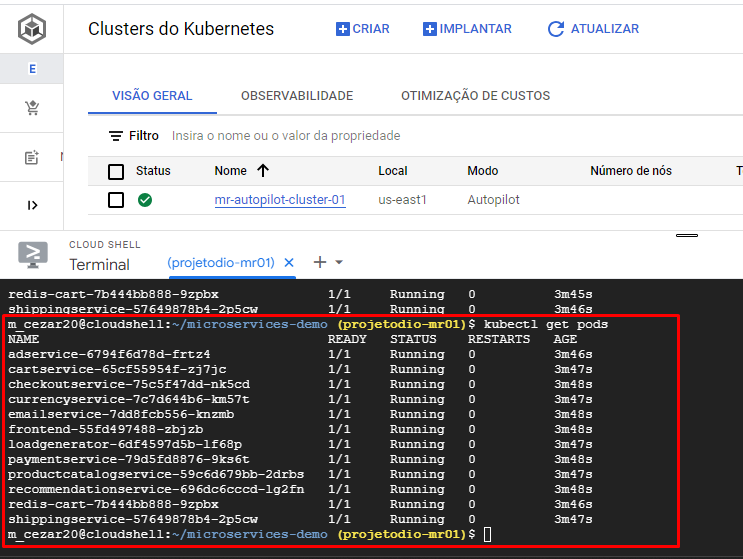 Clusters do Kubernetes CRIAR IMPLANTAR ATUALIZAR
E
VISÃO GERAL OBSERVABILIDADE OTIMIZAÇÃO DE CUSTOS
Filtro Insira o nome ou o valor da propriedade
Status Nome Local Modo Número de nós
mr-autopilot-cluster-01 us-east1 Autopilot
CLOUD SHELL
Terminal (projetodio-mr01)
redis-cart-7b444bb888-9zpbx 1/1 Running 0 3m45s
shippingservice-57649878b4-2p5cw 1/1 Running 0 3m46s
m_cezar20@cloudshell:~/microservices-demo (projetodio-mr01)$ kubectl get pods
NAME READY STATUS RESTARTS AGE
adservice-6794f6d78d-frtz4 1/1 Running 0 3m46s
cartservice-65cf55954f-zj7jc 1/1 Running 0 3m47s
checkoutservice-75c5f47dd-nk5cd 1/1 Running 0 3m48s
currencyservice-7c7d644b6-km57t 1/1 Running 0 3m47s
emailservice-7dd8fcb556-knzmb 1/1 Running 0 3m48s
frontend-55fd497488-zbjzb 1/1 Running 0 3m48s
loadgenerator-6df4597d5b-lf68p 1/1 Running 0 3m47s
paymentservice-79d5fd8876-9ks6t 1/1 Running 0 3m48s
productcatalogservice-59c6d679bb-2drbs 1/1 Running 0 3m47s
recommendationservice-696dc6cccd-lg2fn 1/1 Running 0 3m48s
redis-cart-7b444bb888-9zpbx 1/1 Running 0 3m46s
shippingservice-57649878b4-2p5cw 1/1 Running 0 3m47s
m_cezar20@cloudshell:~/microservices-demo (projetodio-mr01)$